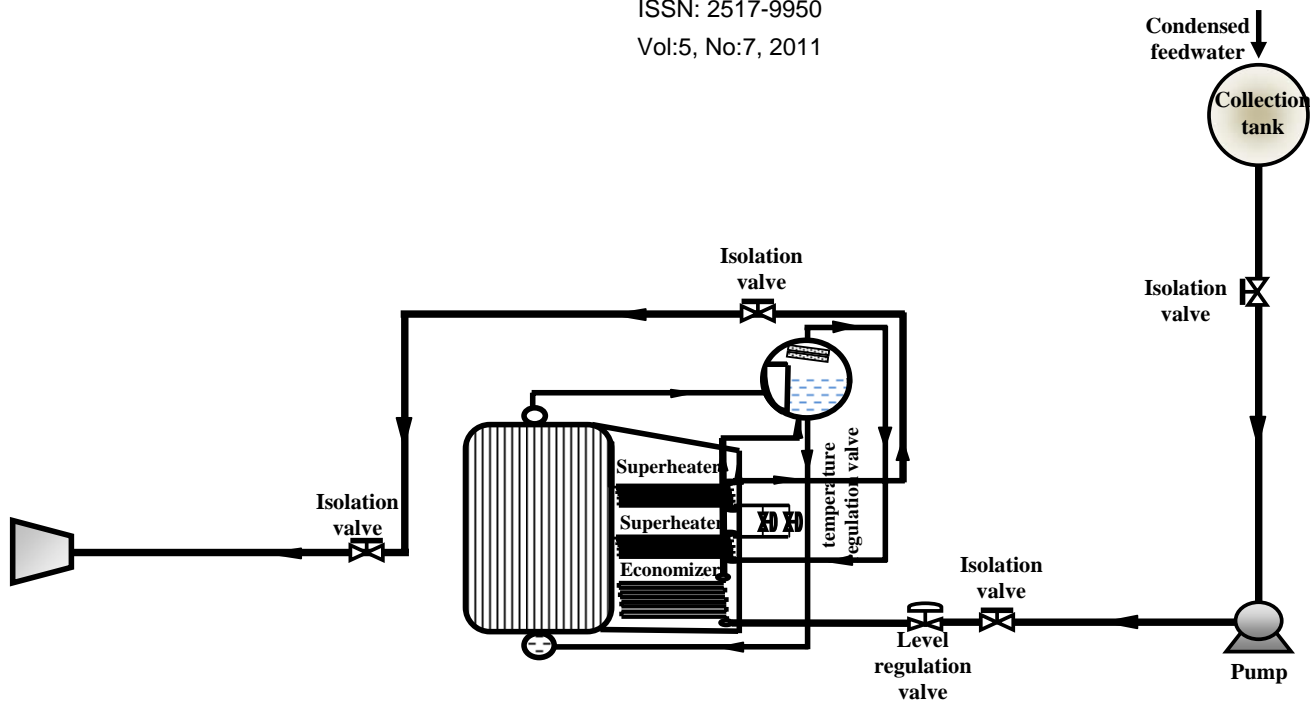 ISSN: 2517-9950
Vol:5, No:7, 2011
Condensed
feedwater
Collection
tank
Isolation
valve
Isolation
valve
Superheater
temperature
egulation valve
Isolation
valve
Superheater
Economizer
Isolation
valve
Level
regulation
valve
Pump